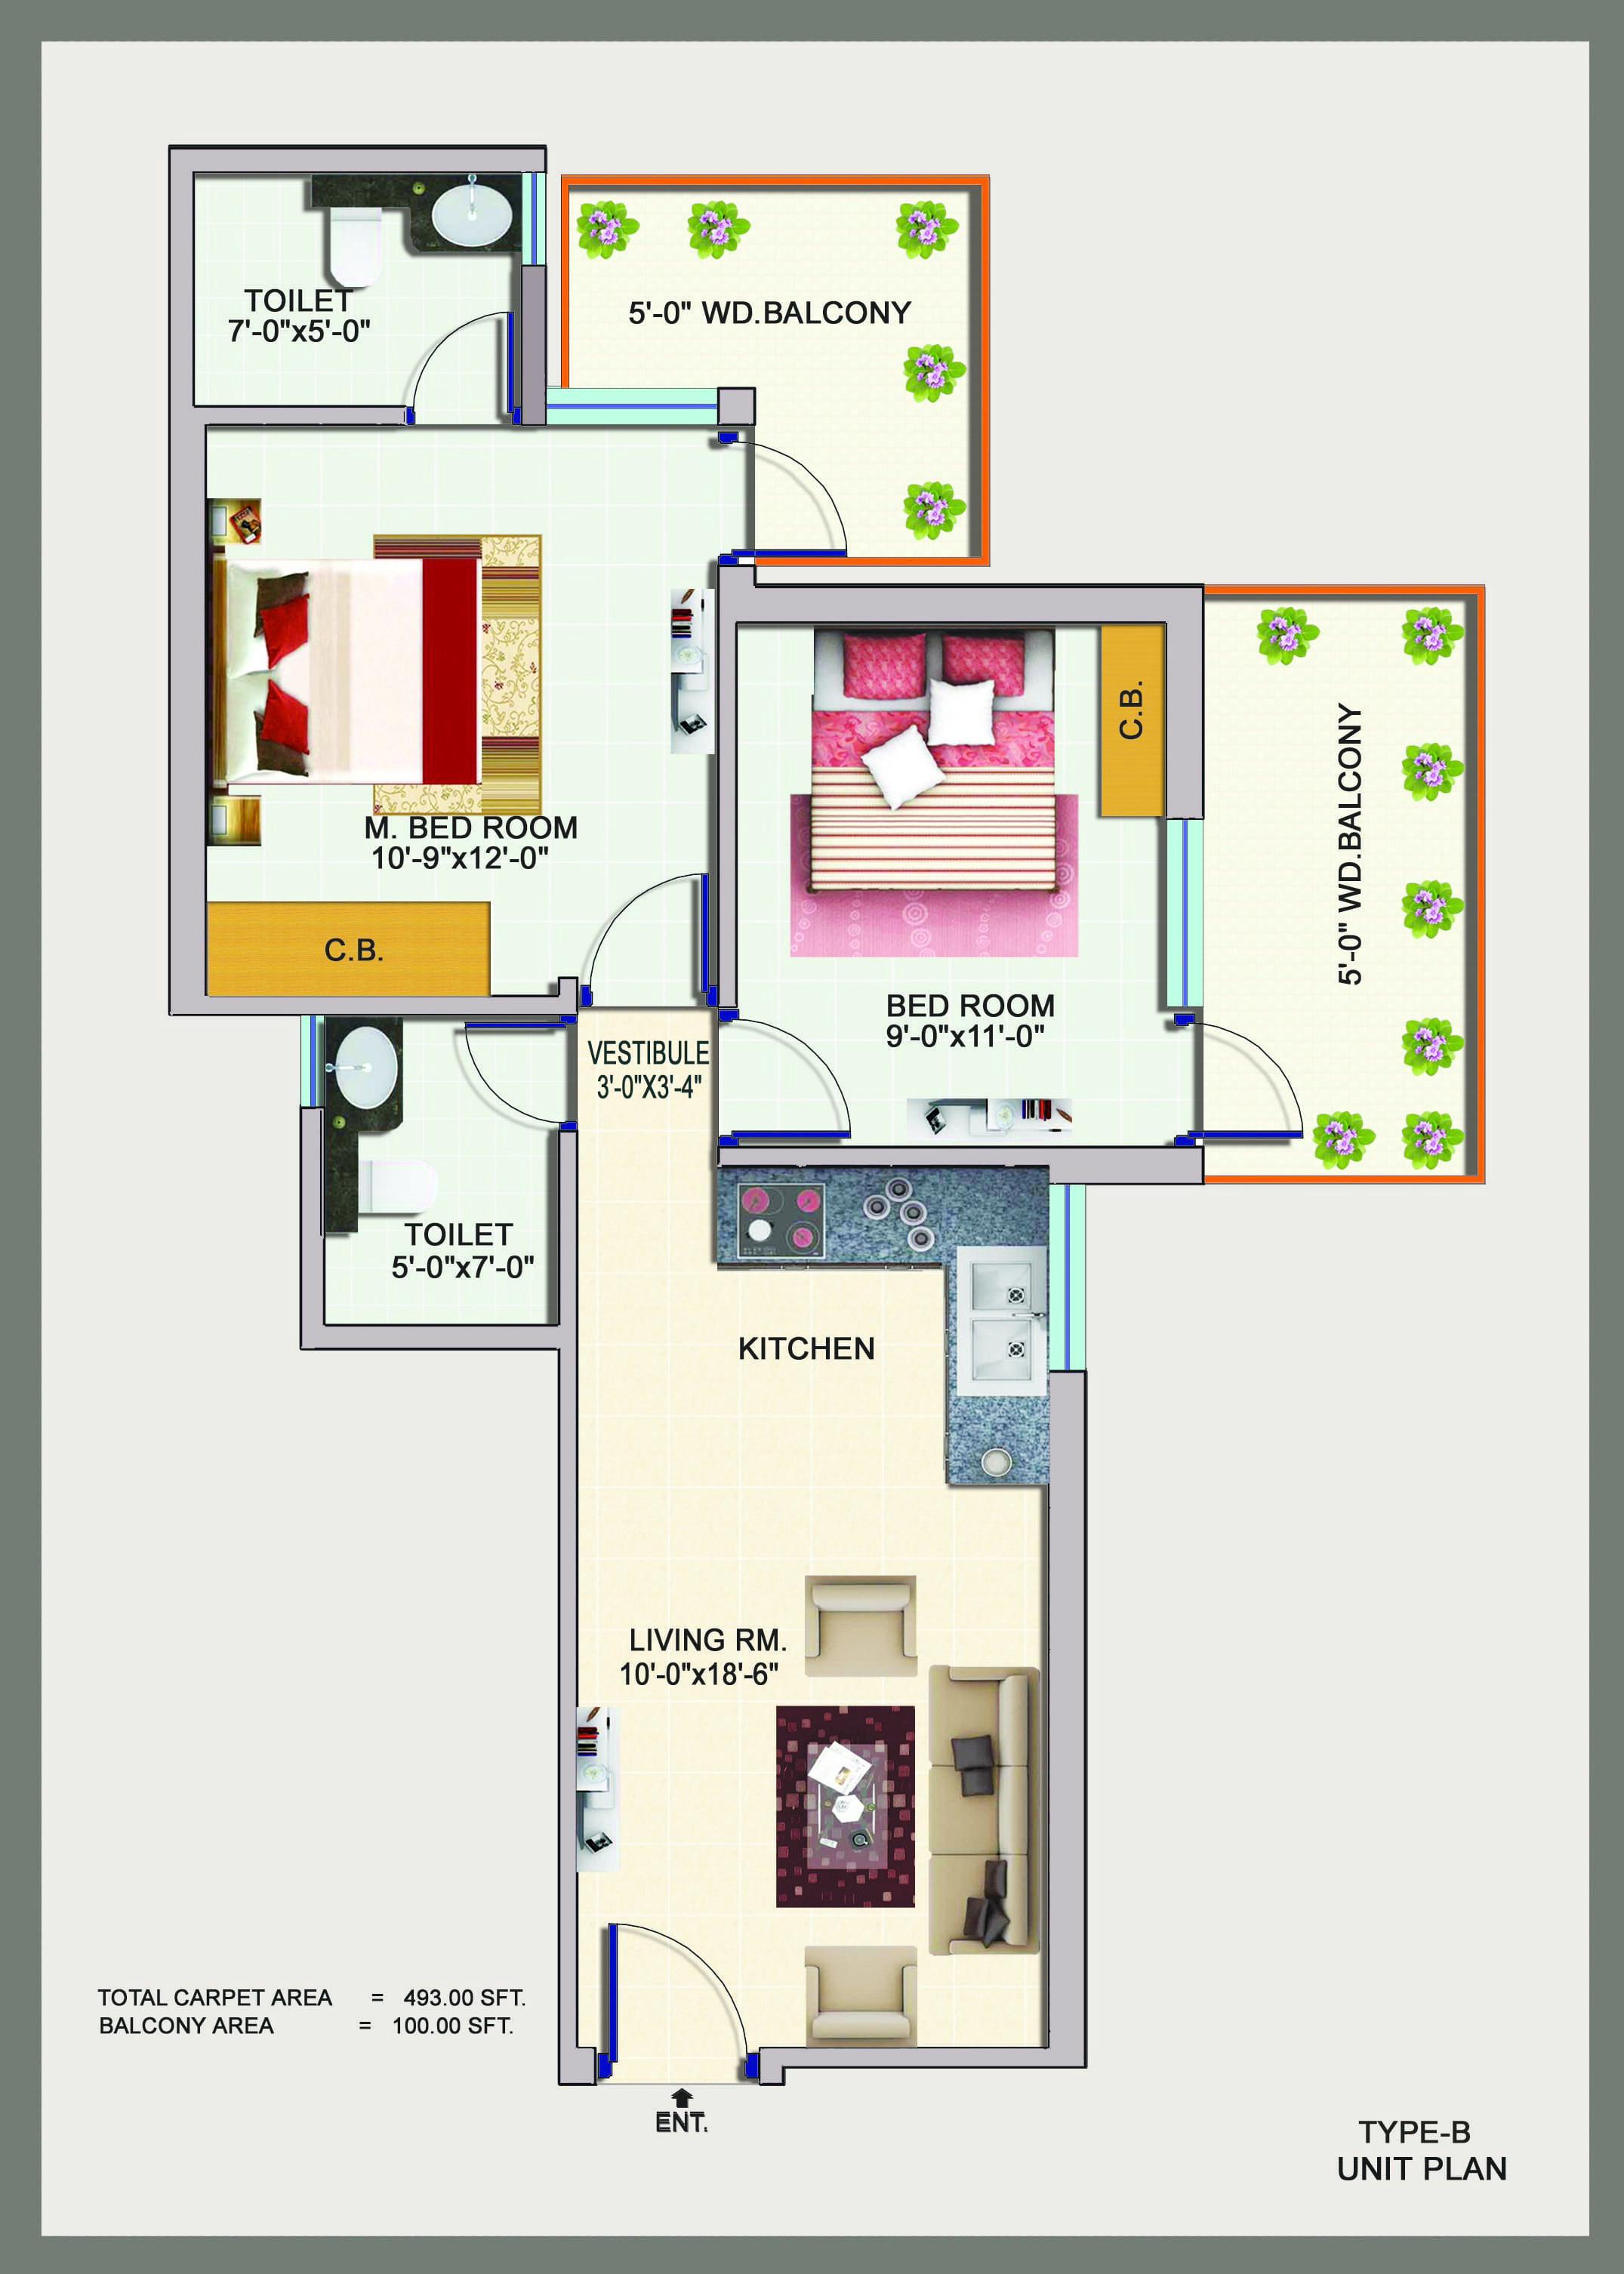 TOILET
7'-0"x5'-0"
5'-0" WD.BALCONY
M. BED ROOM
10'-9"x12'-0"
C.B.
C.B.
BED ROOM
9'-0"x11'-0"
5'-0" WD.BALCONY
VESTIBULE
3'-0"X3'-4"
TOILET
5'-0"x7'-0"
KITCHEN
LIVING RM.
10'-0"x18'-6"
TOTAL CARPET AREA = 493.00 SFT.
BALCONY AREA = 100.00 SFT.
ENT.
TYPE-B
UNIT PLAN